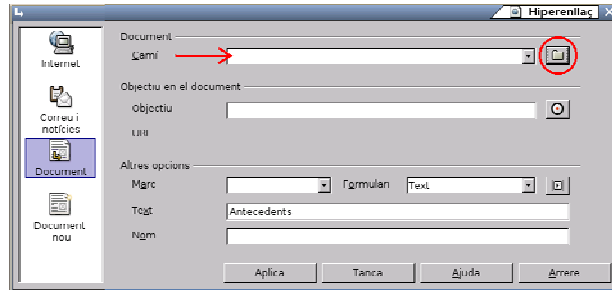 Hiperenllaç
Internet
Correu i
notícies
Document
Document
nou
Document
Camí
Objectiu en el document
Objectiu
URL
Altres opcions
Marc
Formulari
Text
Text
Antecedents
Nom
Aplica
Tanca
Ajuda
Arrere